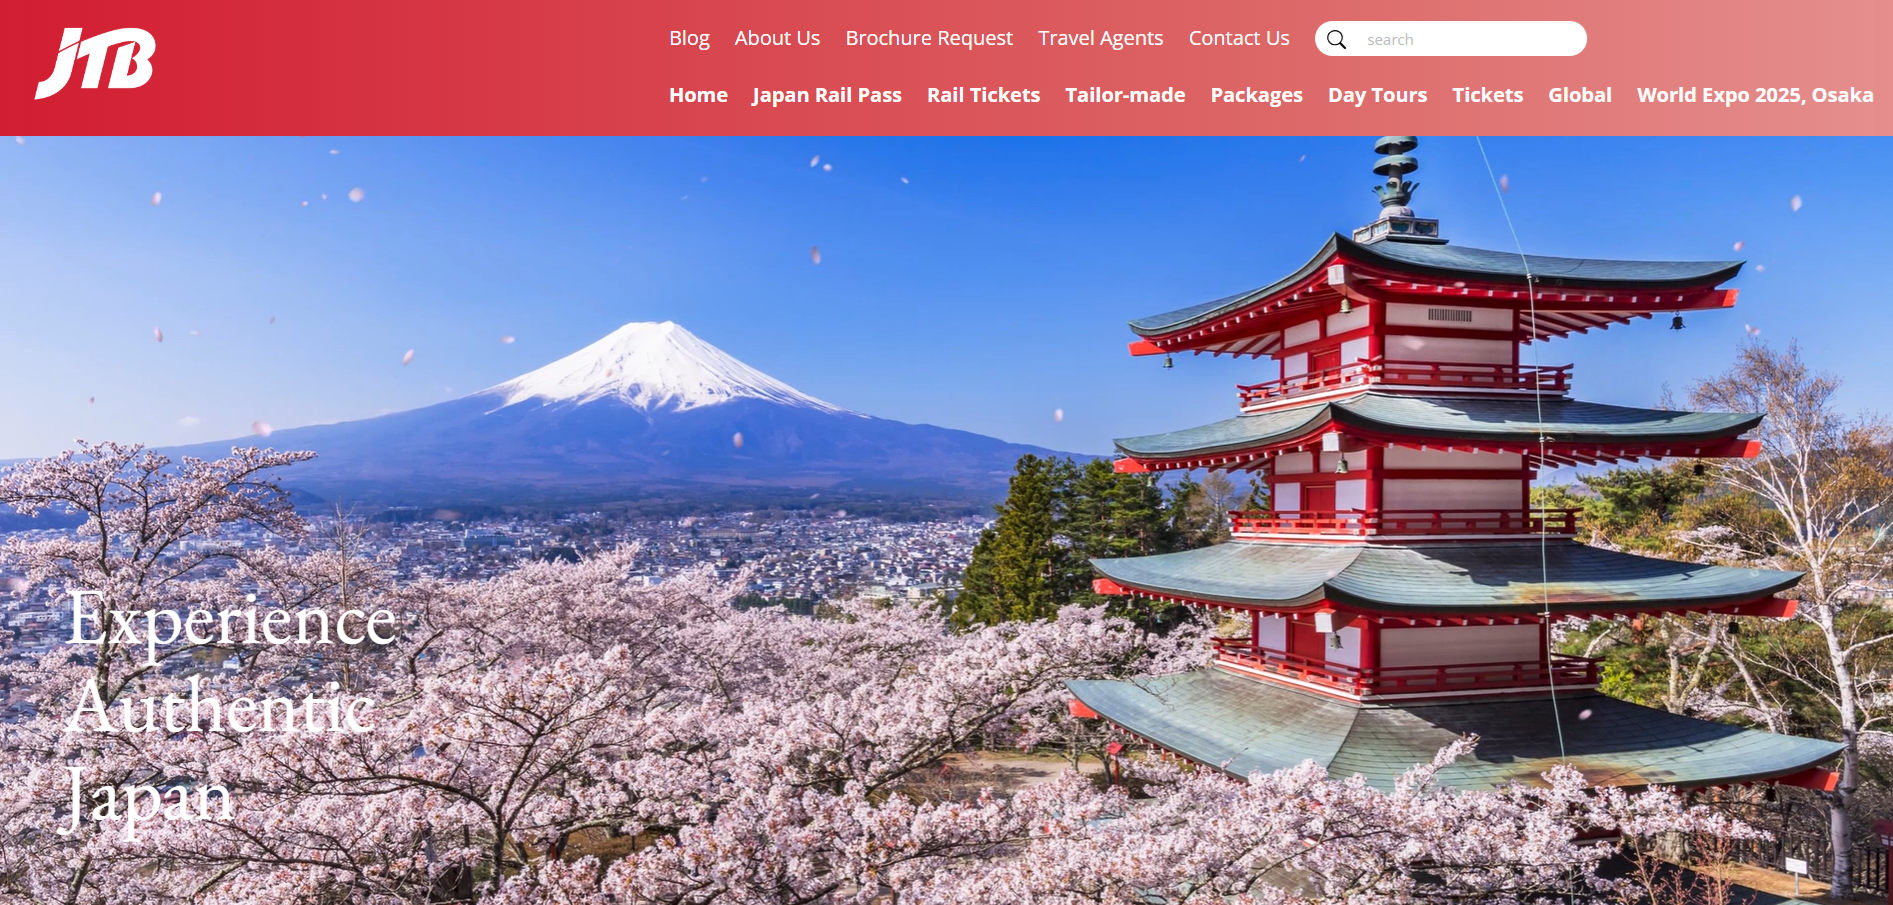 JTB
Blog About Us Brochure Request Travel Agents Contact Us search
Home Japan Rail Pass Rail Tickets Tailor-made Packages Day Tours Tickets Global World Expo 2025, Osaka
Experience
Authentic
Japan